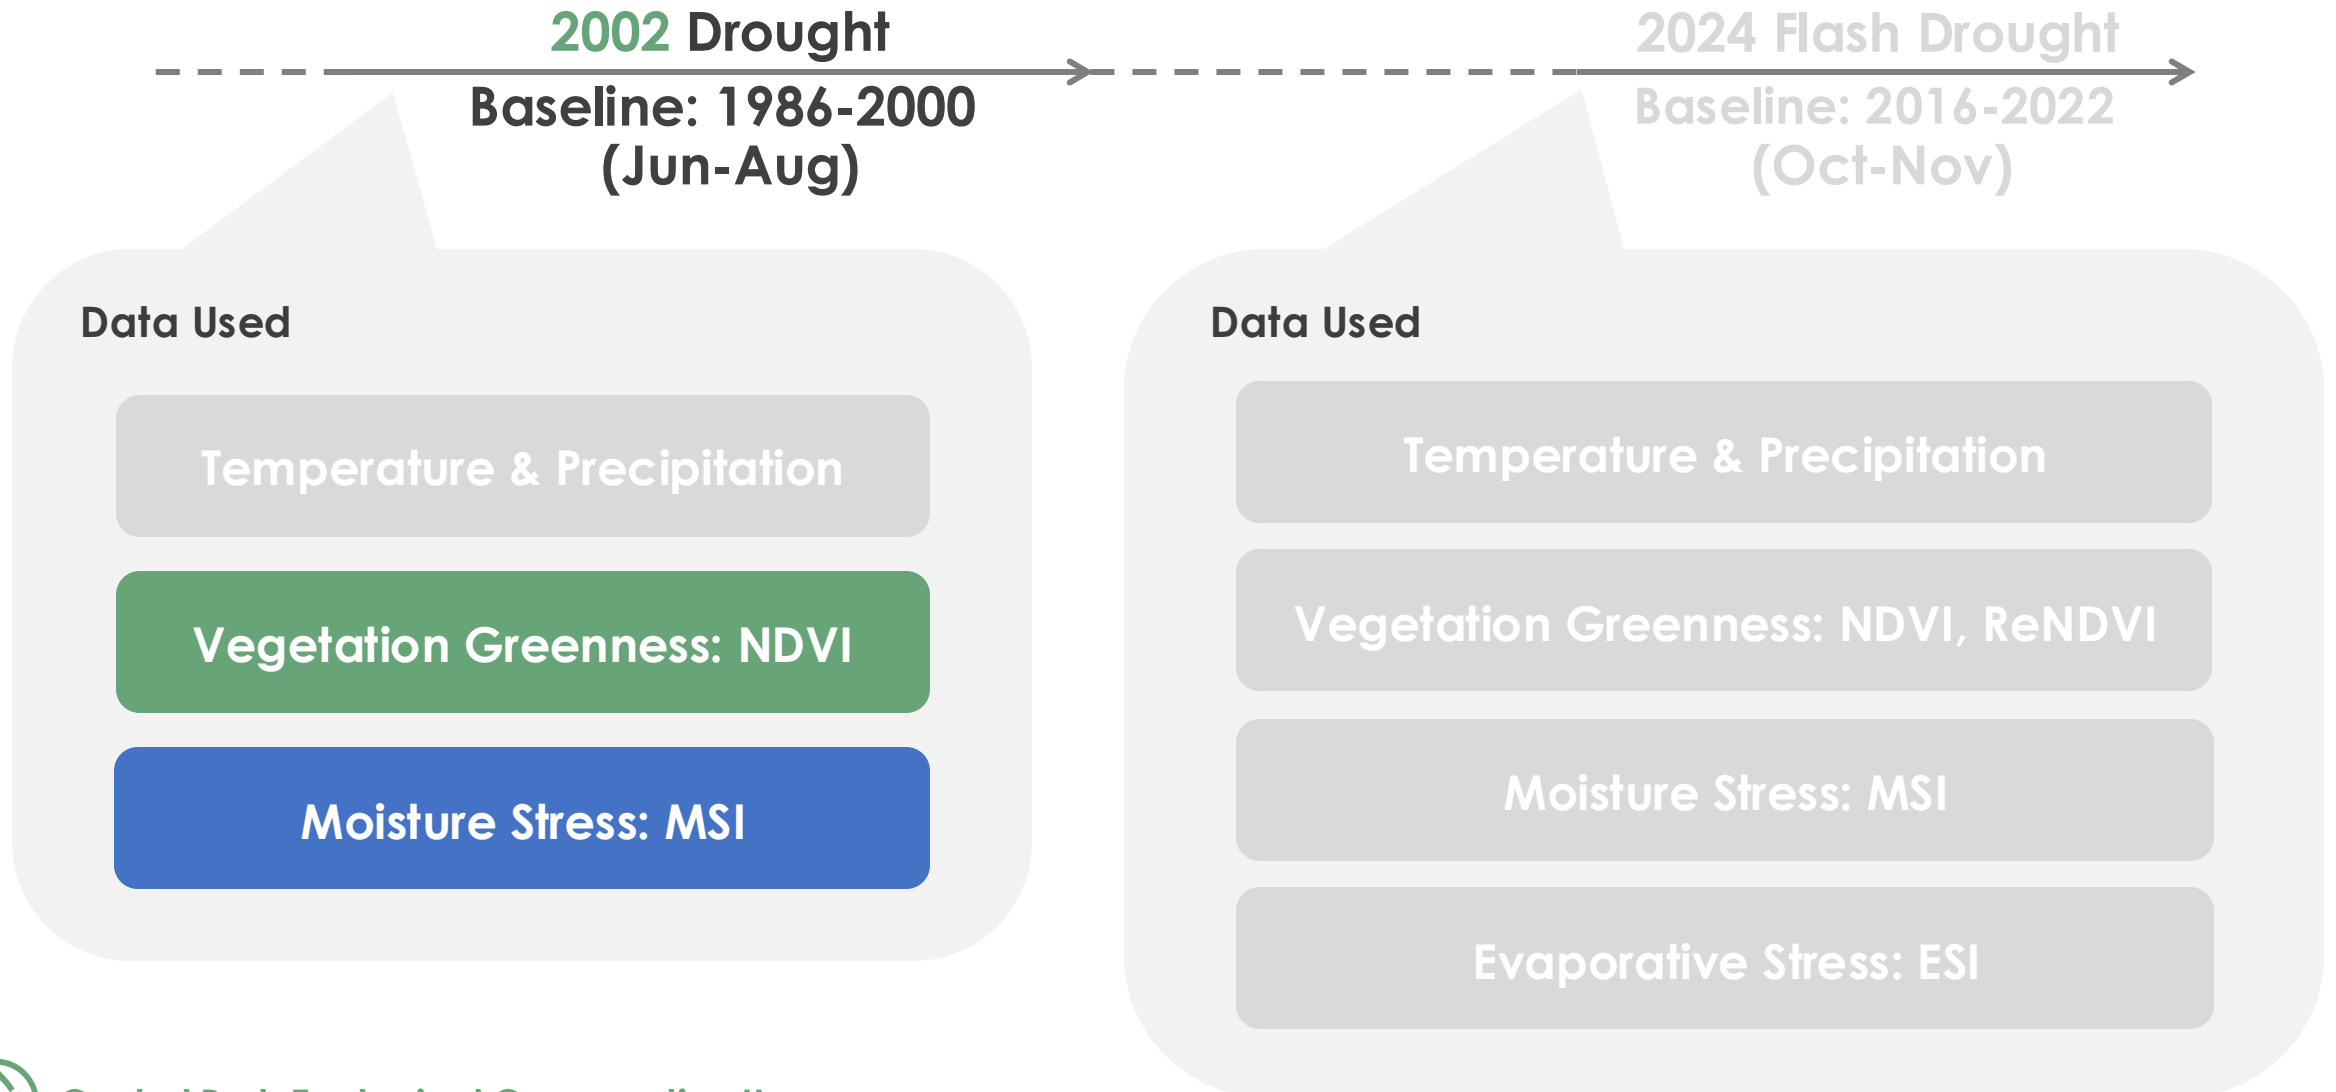 2002 Drought
Baseline: 1986-2000
(Jun-Aug)
2024 Flash Drought
Baseline: 2016-2022
(Oct-Nov)
Data Used
Temperature & Precipitation
Vegetation Greenness: NDVI
Moisture Stress: MSI
Data Used
Temperature & Precipitation
Vegetation Greenness: NDVI, ReNDVI
Moisture Stress: MSI
Evaporative Stress: ESI